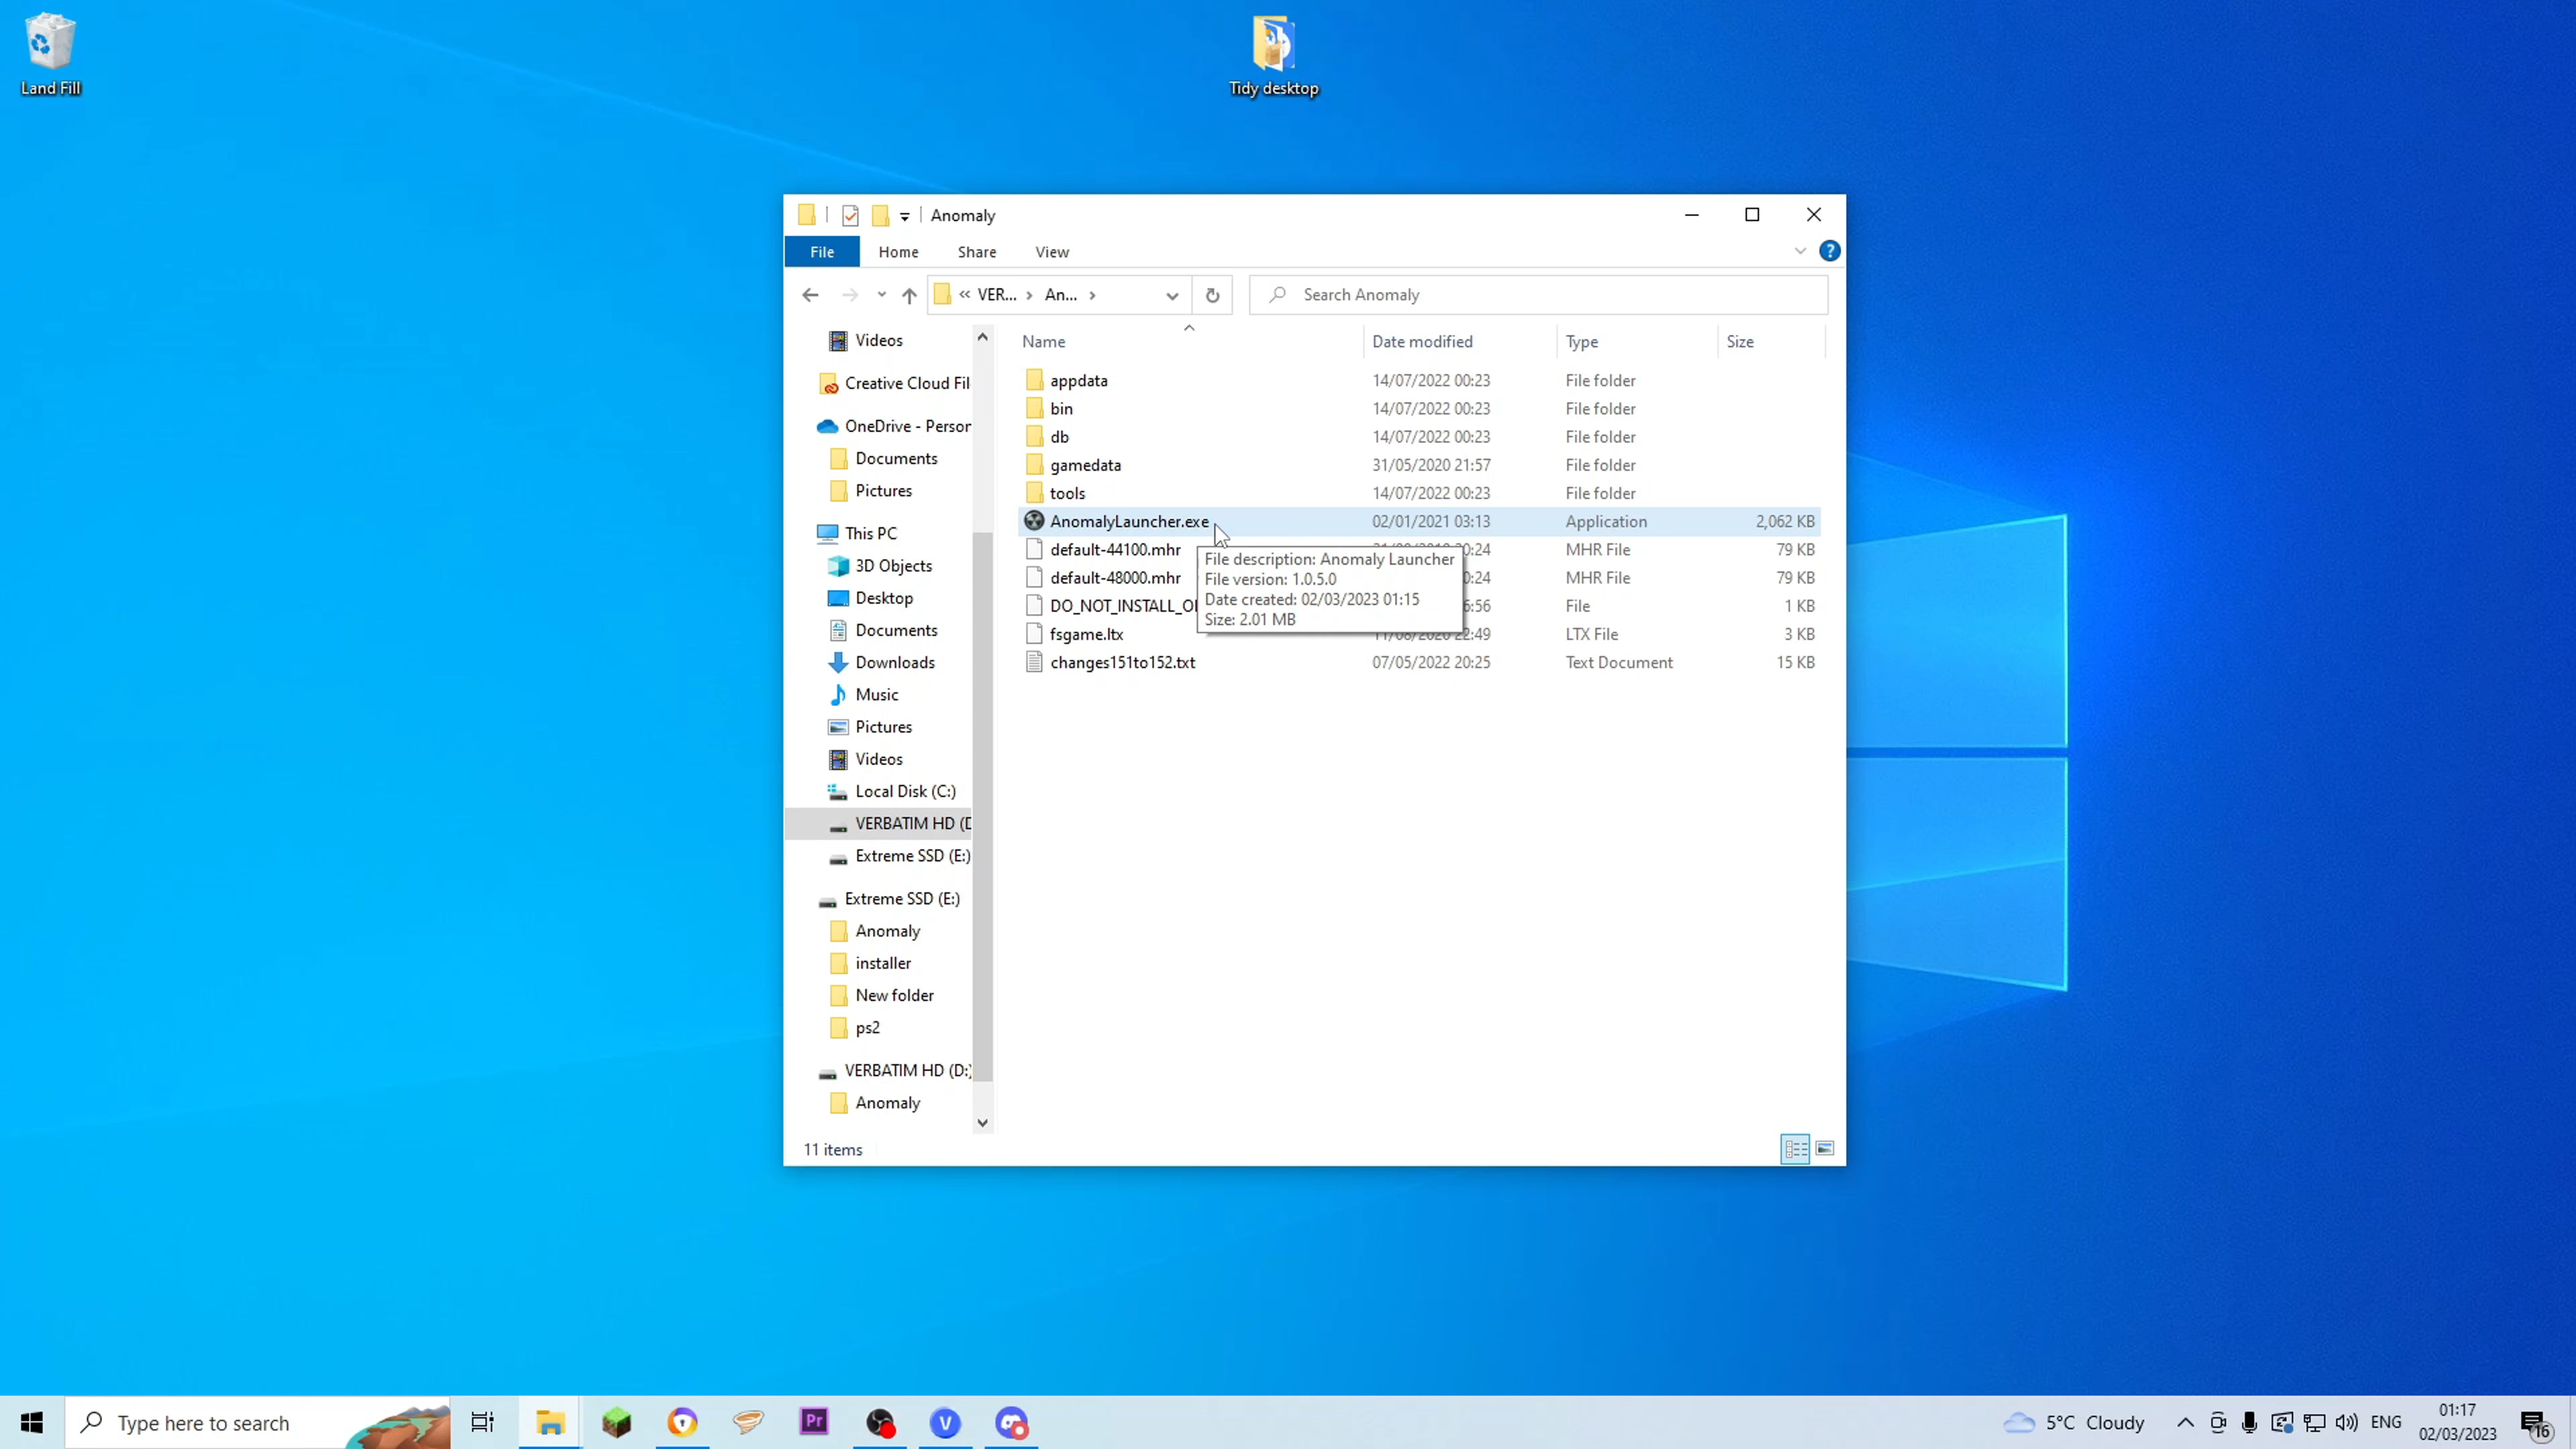 Land Fill
Tidy desktop
Anomaly
File Home Share View
VER... An... Search Anomaly
Name Date modified Type Size
Videos
Creative Cloud Fil
OneDrive - Person
Documents
Pictures
This PC
3D Objects
Desktop
Documents
Downloads
Music
Pictures
Videos
Local Disk (C:)
VERBATIM HD (D
Extreme SSD (E:)
Extreme SSD (E:)
Anomaly
installer
New folder
ps2
VERBATIM HD (D:)
Anomaly
appdata 14/07/2022 00:23 File folder
bin 14/07/2022 00:23 File folder
db 14/07/2022 00:23 File folder
gamedata 31/05/2020 21:57 File folder
tools 14/07/2022 00:23 File folder
AnomalyLauncher.exe 02/01/2021 03:13 Application 2,062 KB
default-44100.mhr 0:24 MHR File 79 KB
default-48000.mhr 0:24 MHR File 79 KB
DO_NOT_INSTALL_O 6:56 File 1 KB
fsgame.ltx 11/08/2020 22:49 LTX File 3 KB
changes151to152.txt 07/05/2022 20:25 Text Document 15 KB
File description: Anomaly Launcher
File version: 1.0.5.0
Date created: 02/03/2023 01:15
Size: 2.01 MB
11 items
Type here to search
Pr
V
5°C Cloudy
ENG
01:17
02/03/2023
16